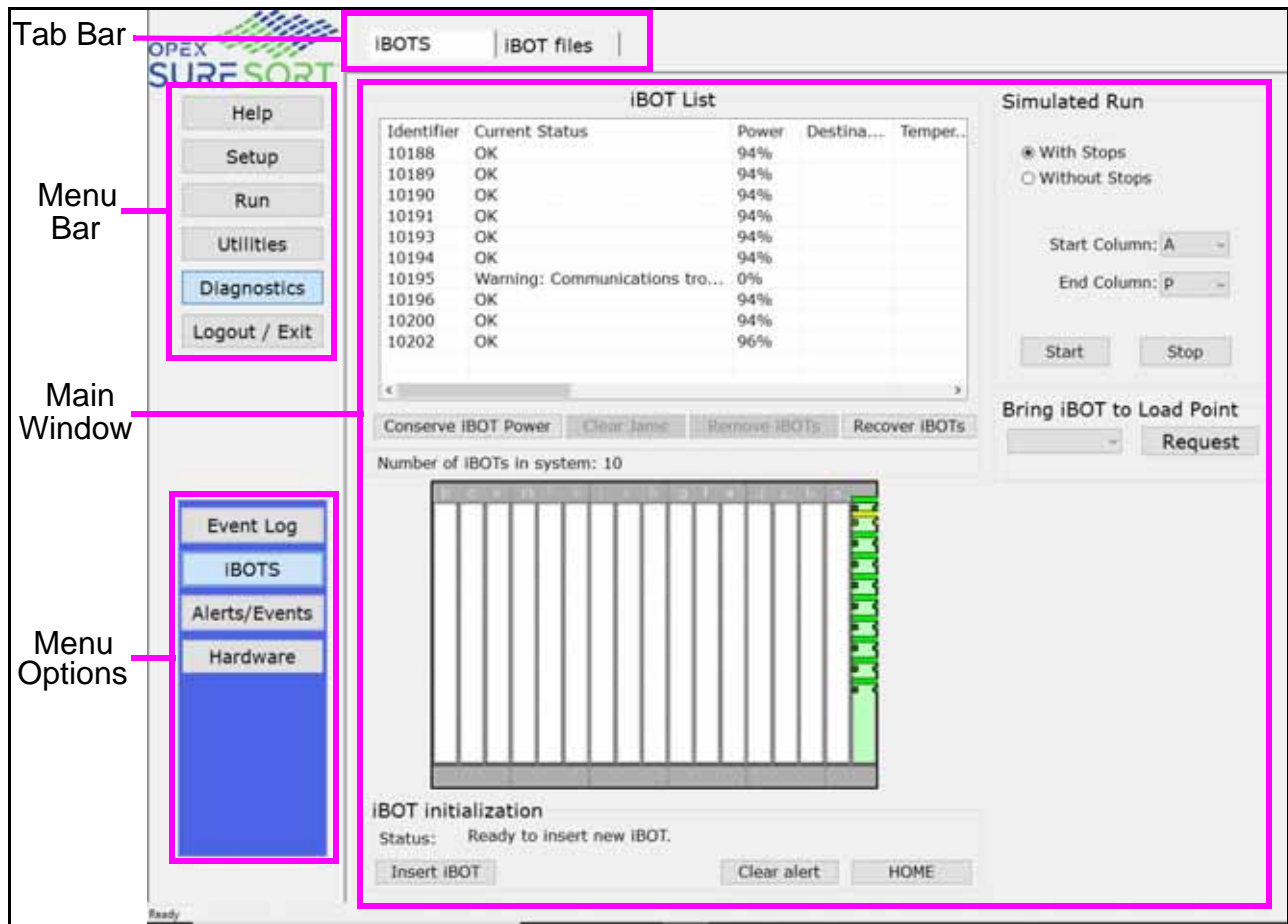 Tab Bar
OPEX
SURE SORT
iBOTS
iBOT files
Menu Bar
Help
Setup
Run
Utilities
Diagnostics
Logout / Exit
Main Window
iBOT List
Identifier Current Status Power Destina... Temper..
10188 OK 94%
10189 OK 94%
10190 OK 94%
10191 OK 94%
10193 OK 94%
10194 OK 94%
10195 Warning: Communications tro... 0%
10196 OK 94%
10200 OK 94%
10202 OK 96%
Conserve iBOT Power Clear Jams Remove iBOTs Recover iBOTs
Number of iBOTs in system: 10
Simulated Run
With Stops
Without Stops
Start Column: A
End Column: P
Start Stop
Bring iBOT to Load Point
Request
Menu Options
Event Log
iBOTS
Alerts/Events
Hardware
iBOT initialization
Status: Ready to insert new iBOT.
Insert iBOT Clear alert HOME
Ready